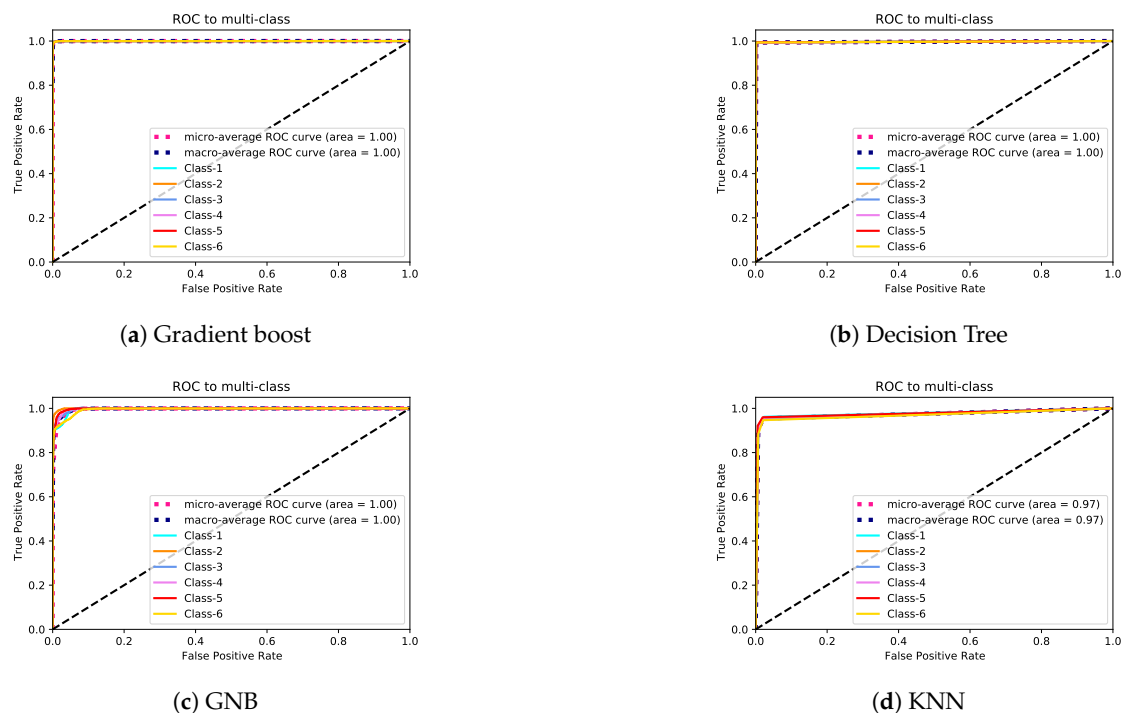 ROC to multi-class
1.0
0.8
0.6
0.4
0.2
0.0
True Positive Rate
micro-average ROC curve (area = 1.00)
macro-average ROC curve (area = 1.00)
Class-1
Class-2
Class-3
Class-4
Class-5
Class-6
0.0 0.2 0.4 0.6 0.8 1.0
False Positive Rate
(a) Gradient boost
ROC to multi-class
1.0
0.8
0.6
0.4
0.2
0.0
True Positive Rate
micro-average ROC curve (area = 1.00)
macro-average ROC curve (area = 1.00)
Class-1
Class-2
Class-3
Class-4
Class-5
Class-6
0.0 0.2 0.4 0.6 0.8 1.0
False Positive Rate
(b) Decision Tree
ROC to multi-class
1.0
0.8
0.6
0.4
0.2
0.0
True Positive Rate
micro-average ROC curve (area = 1.00)
macro-average ROC curve (area = 1.00)
Class-1
Class-2
Class-3
Class-4
Class-5
Class-6
0.0 0.2 0.4 0.6 0.8 1.0
False Positive Rate
(c) GNB
ROC to multi-class
1.0
0.8
0.6
0.4
0.2
0.0
True Positive Rate
micro-average ROC curve (area = 0.97)
macro-average ROC curve (area = 0.97)
Class-1
Class-2
Class-3
Class-4
Class-5
Class-6
0.0 0.2 0.4 0.6 0.8 1.0
False Positive Rate
(d) KNN